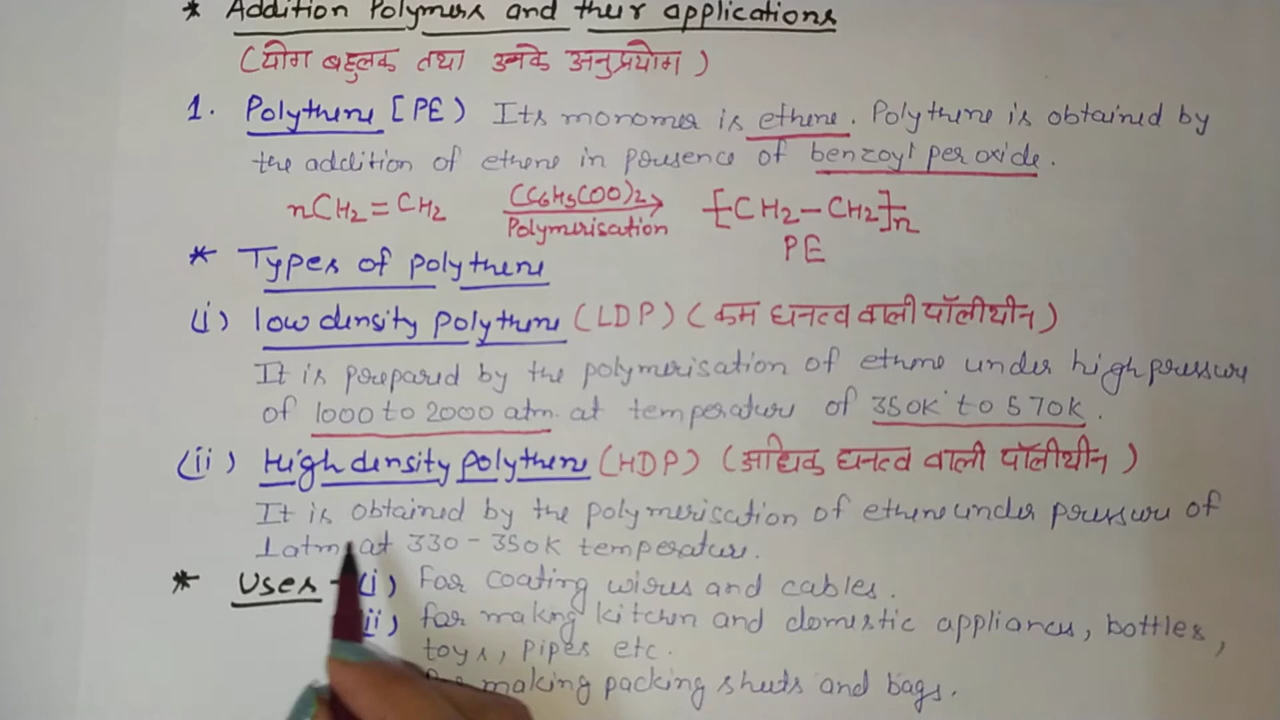 * Addition Polymers and their applications
(योग बहुलक तथा उनके अनुप्रयोग)
1. Polythene [PE) Its monomer is ethene. Polythene is obtained by
the addition of ethene in presence of benzoyl peroxide.
nCH2=CH2 (C6H5COO)2 Polymerisation [CH2-CH2]n
PE
* Types of polythene
(i) low density polythene (LDP) (कम घनत्व वाली पॉलीथीन)
It is prepared by the polymerisation of ethene under high pressure
of 1000 to 2000 atm. at temperature of 350K to 570K.
(ii) High density polythene (HDP) (अधिक घनत्व वाली पॉलीथीन)
It is obtained by the polymerisation of ethene under pressure of
1atm at 330-350K temperature.
* Uses - (i) For coating wires and cables.
ii) for making kitchen and domestic appliances, bottles,
toys, pipes etc.
making packing sheets and bags.